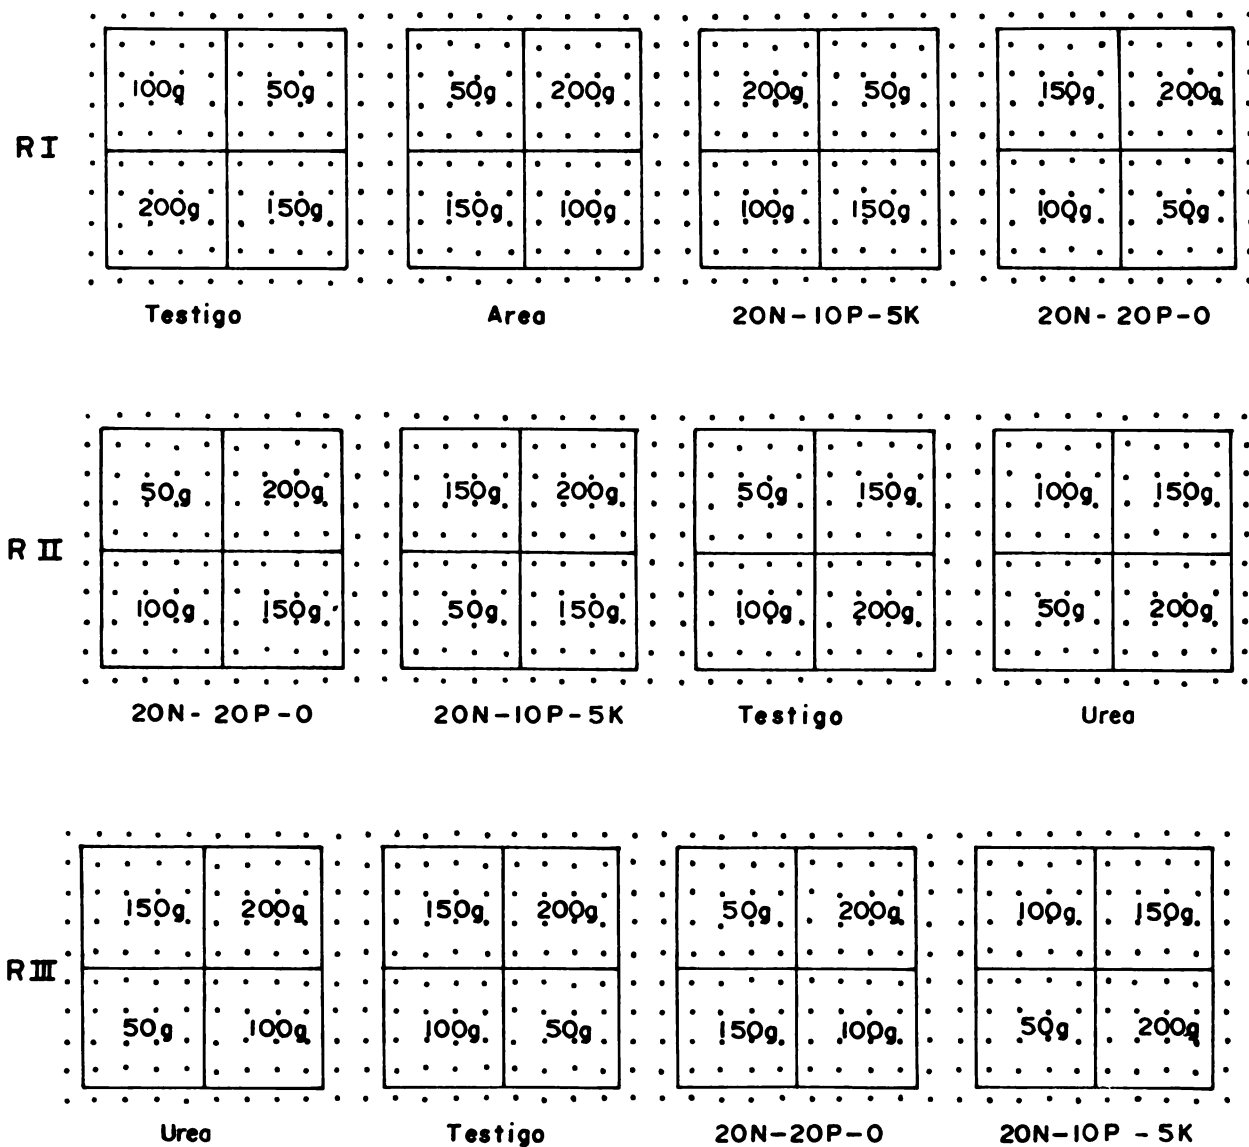 100g 50g 50g 200g 200g 50g 150g 200g
R I
200g 150g 150g 100g 100g 150g 100g 50g
Testigo Area 20N-10P-5K 20N-20P-0
50g 200g 150g 200g 50g 150g 100g 150g
R II
100g 150g 50g 150g 100g 200g 50g 200g
20N-20P-0 20N-10P-5K Testigo Urea
150g 200g 150g 200g 50g 200g 100g 150g
R III
50g 100g 100g 50g 150g 100g 50g 200g
Urea Testigo 20N-20P-0 20N-10P-5K